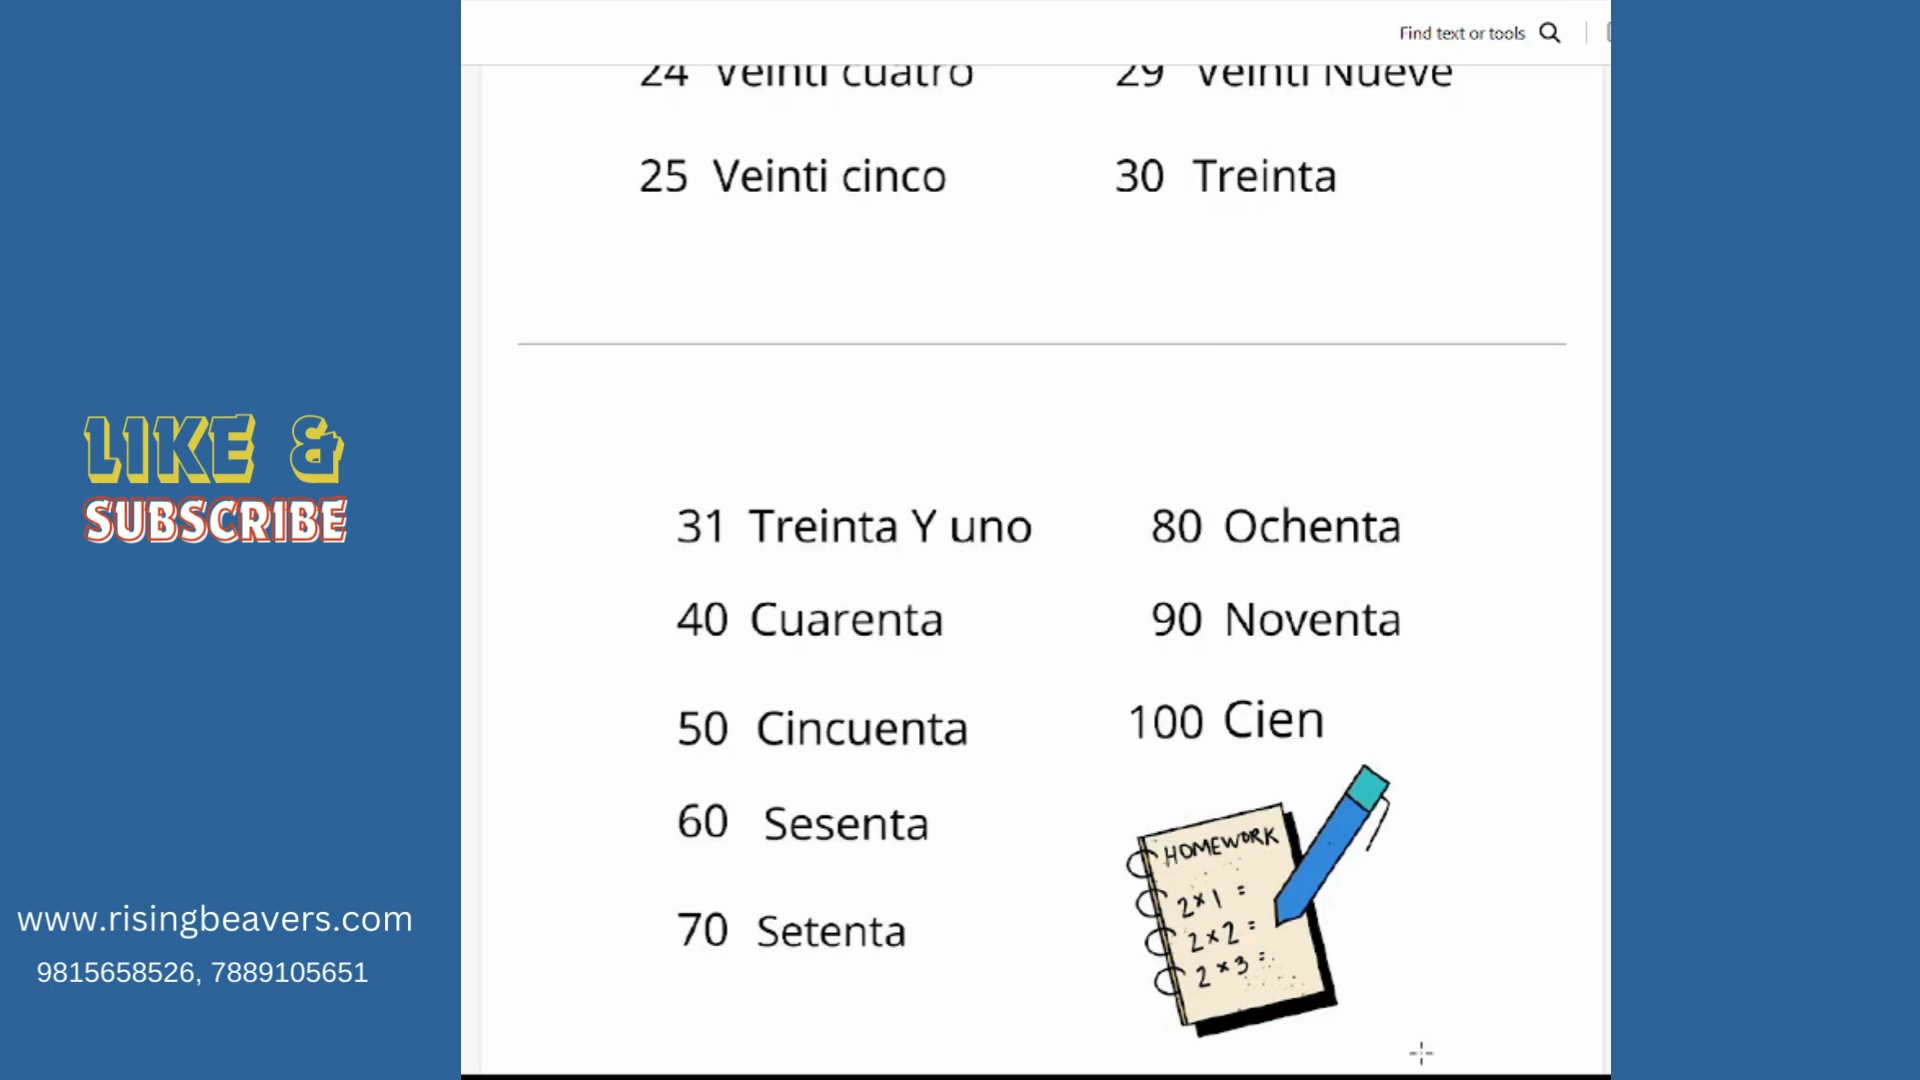 Find text or tools
24 Veinti cuatro
29 Veinti Nueve
25 Veinti cinco
30 Treinta
31 Treinta Y uno
80 Ochenta
40 Cuarenta
90 Noventa
50 Cincuenta
100 Cien
60 Sesenta
70 Setenta
HOMEWORK
2×1 =
2×2 =
2×3 =
LIKE &
SUBSCRIBE
www.risingbeavers.com
9815658526, 7889105651